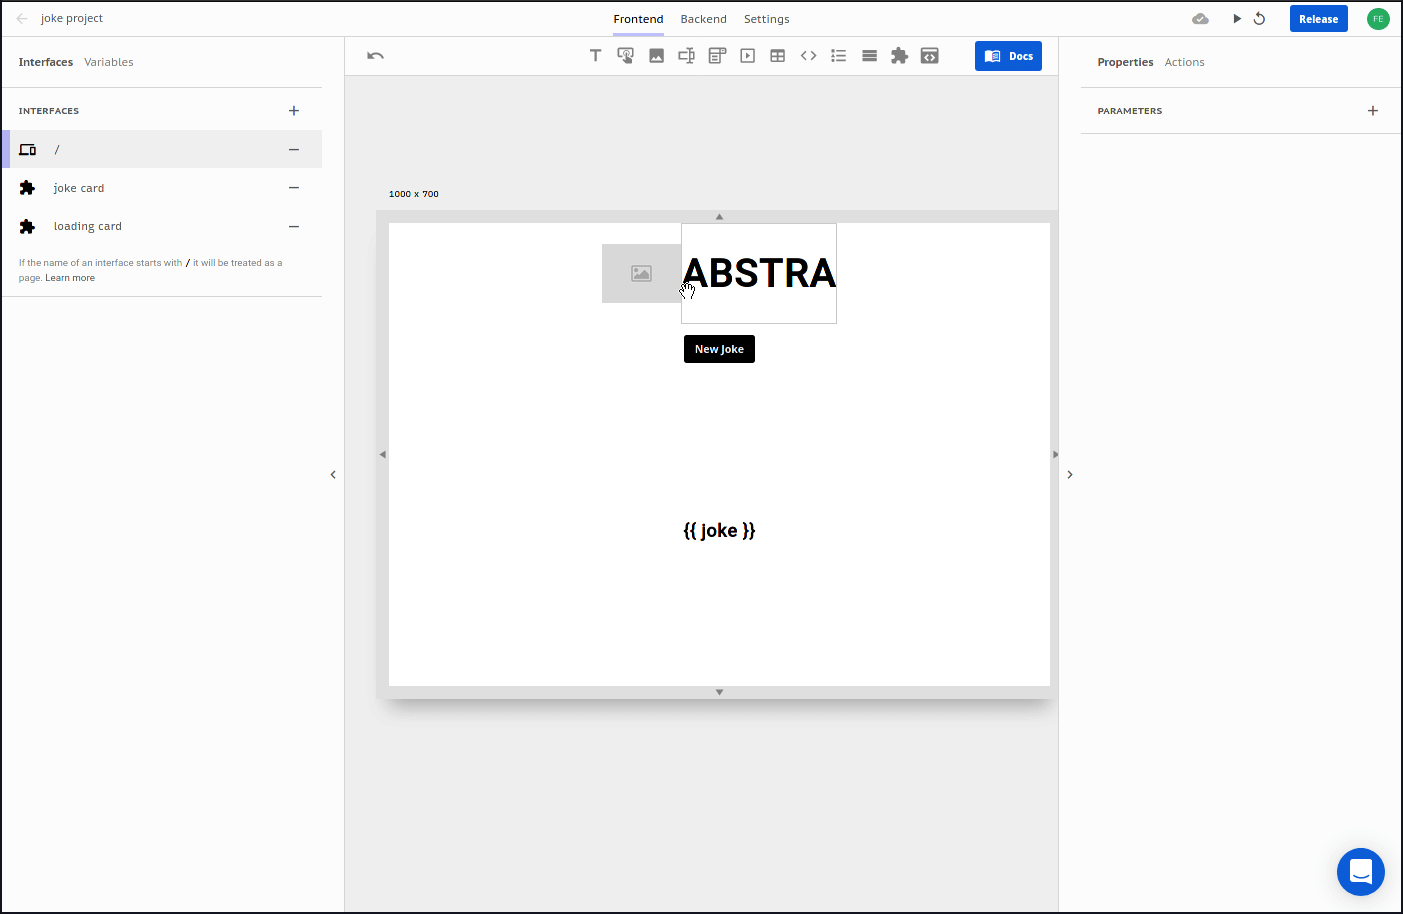 joke project
Frontend Backend Settings
Release
FE
Interfaces Variables
Docs
Properties Actions
INTERFACES
PARAMETERS
/
joke card
loading card
If the name of an interface starts with / it will be treated as a
page. Learn more
1000 x 700
ABSTRA
New Joke
{{ joke }}